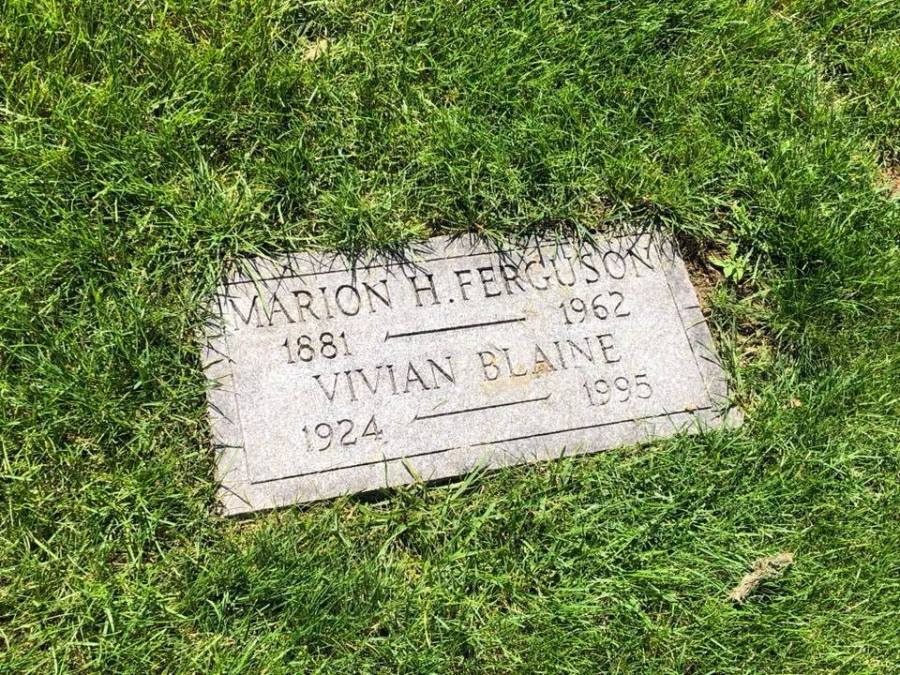 MARION H. FERGUSON
1881 — 1962
VIVIAN BLAINE
1924 — 1995